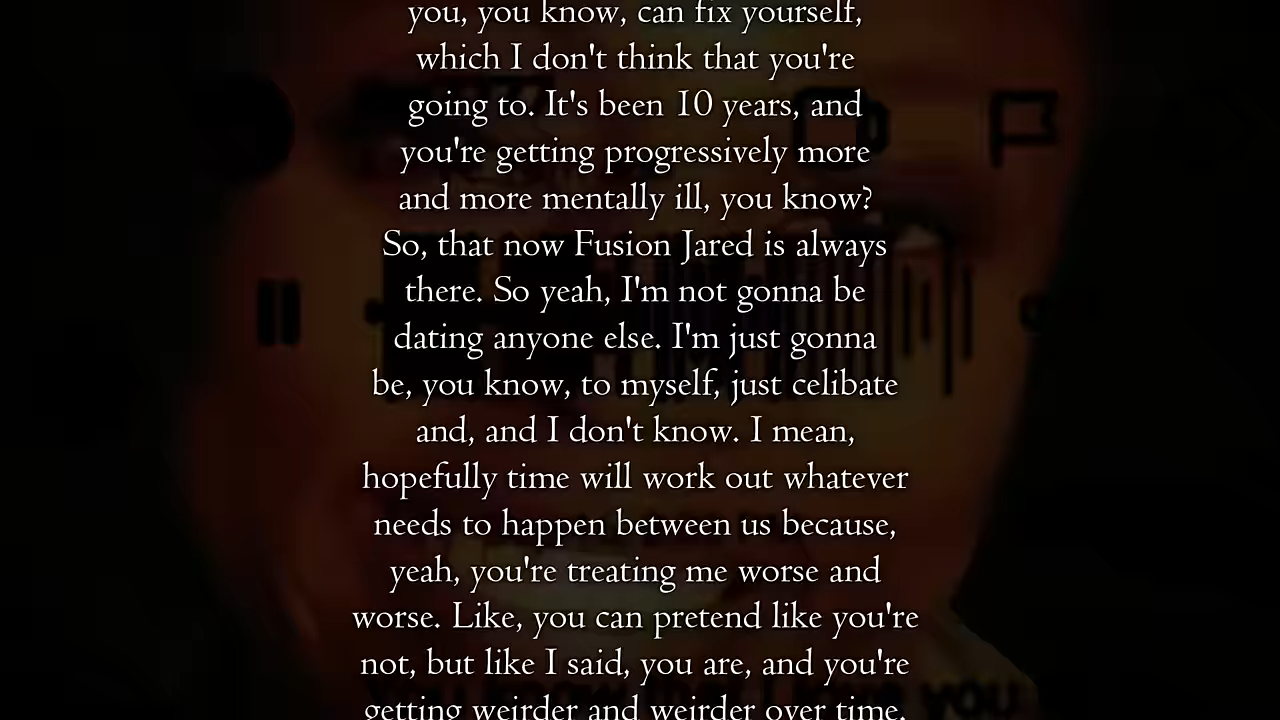 you, you know, can fix yourself,
which I don't think that you're
going to. It's been 10 years, and
you're getting progressively more
and more mentally ill, you know?
So, that now Fusion Jared is always
there. So yeah, I'm not gonna be
dating anyone else. I'm just gonna
be, you know, to myself, just celibate
and, and I don't know. I mean,
hopefully time will work out whatever
needs to happen between us because,
yeah, you're treating me worse and
worse. Like, you can pretend like you're
not, but like I said, you are, and you're
getting weirder and weirder over time.